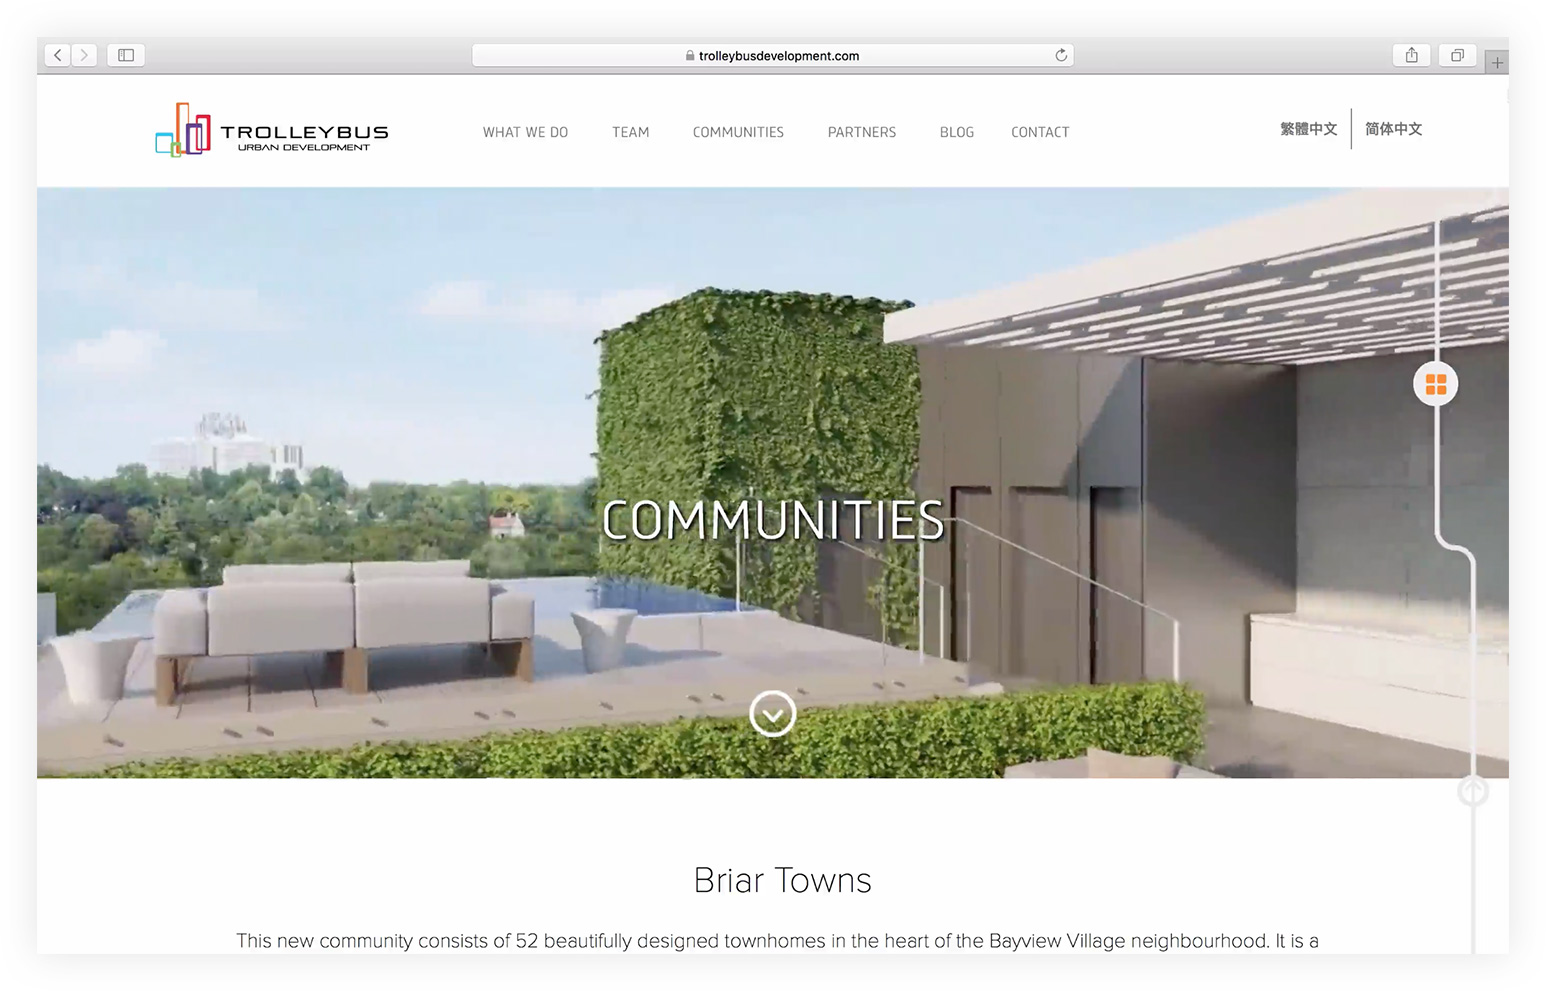 trolleybusdevelopment.com
TROLLEYBUS
URBAN DEVELOPMENT
WHAT WE DO TEAM COMMUNITIES PARTNERS BLOG CONTACT
繁體中文 简体中文
COMMUNITIES
Briar Towns
This new community consists of 52 beautifully designed townhomes in the heart of the Bayview Village neighbourhood. It is a